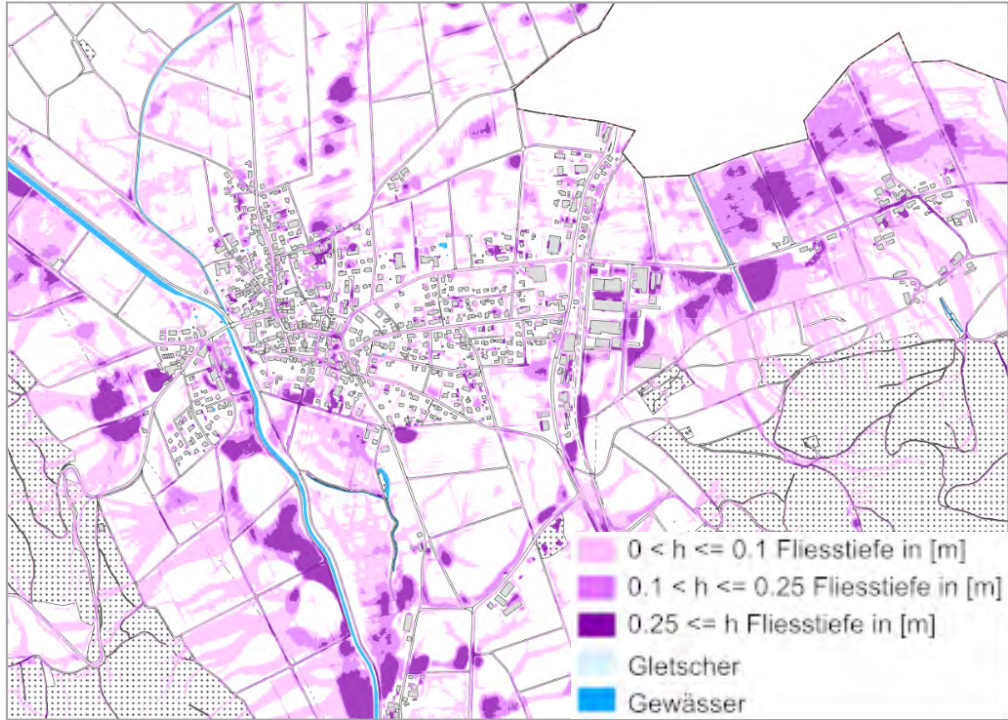 0 < h <= 0.1 Fliesstiefe in [m]
0.1 < h <= 0.25 Fliesstiefe in [m]
0.25 <= h Fliesstiefe in [m]
Gletscher
Gewässer